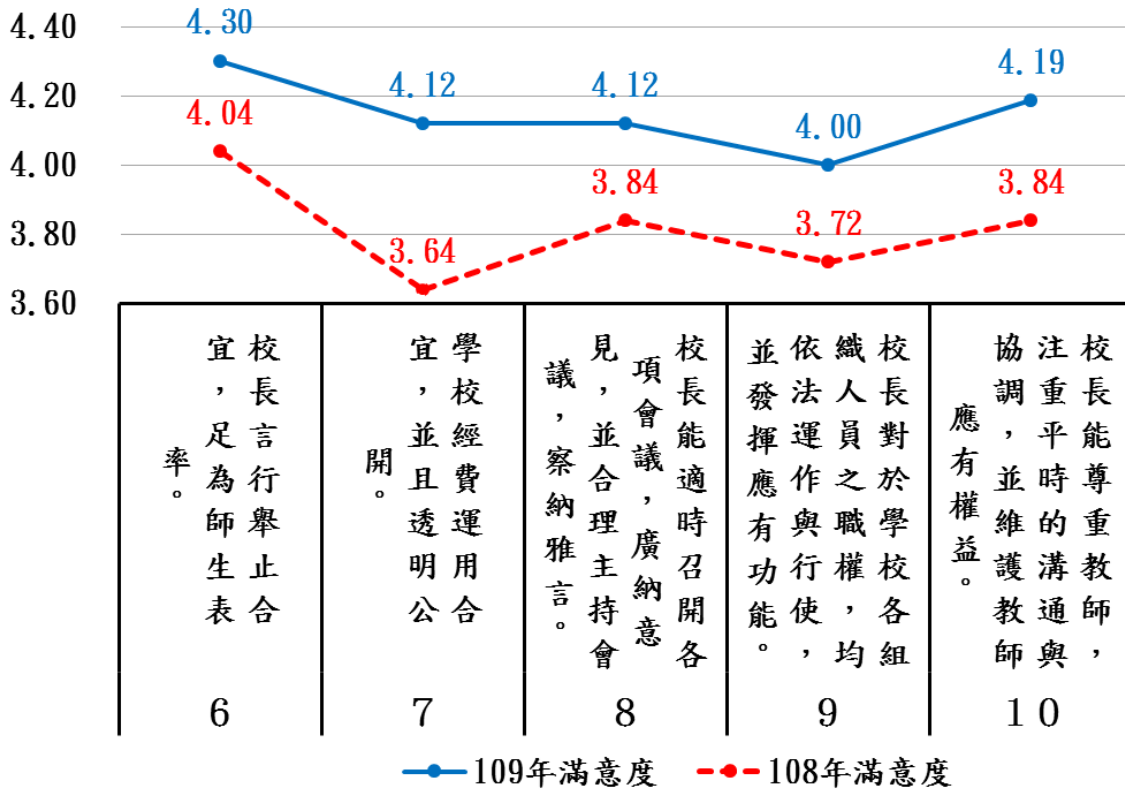 4.40
4.20
4.00
3.80
3.60
4.30
4.12
4.12
4.00
4.19
4.04
3.64
3.84
3.72
3.84
校長言行舉止合
宜，足為師生表
率。
學校經費運用合
宜，並且透明公
開。
校長能適時召開各
項會議，廣納意
見，並合理主持會
議，察納雅言。
校長對於學校各組
織人員之職權，均
依法運作與行使，
並發揮應有功能。
校長能尊重教師，
注重平時的溝通與
協調，並維護教師
應有權益。
6
7
8
9
10
109年滿意度
108年滿意度